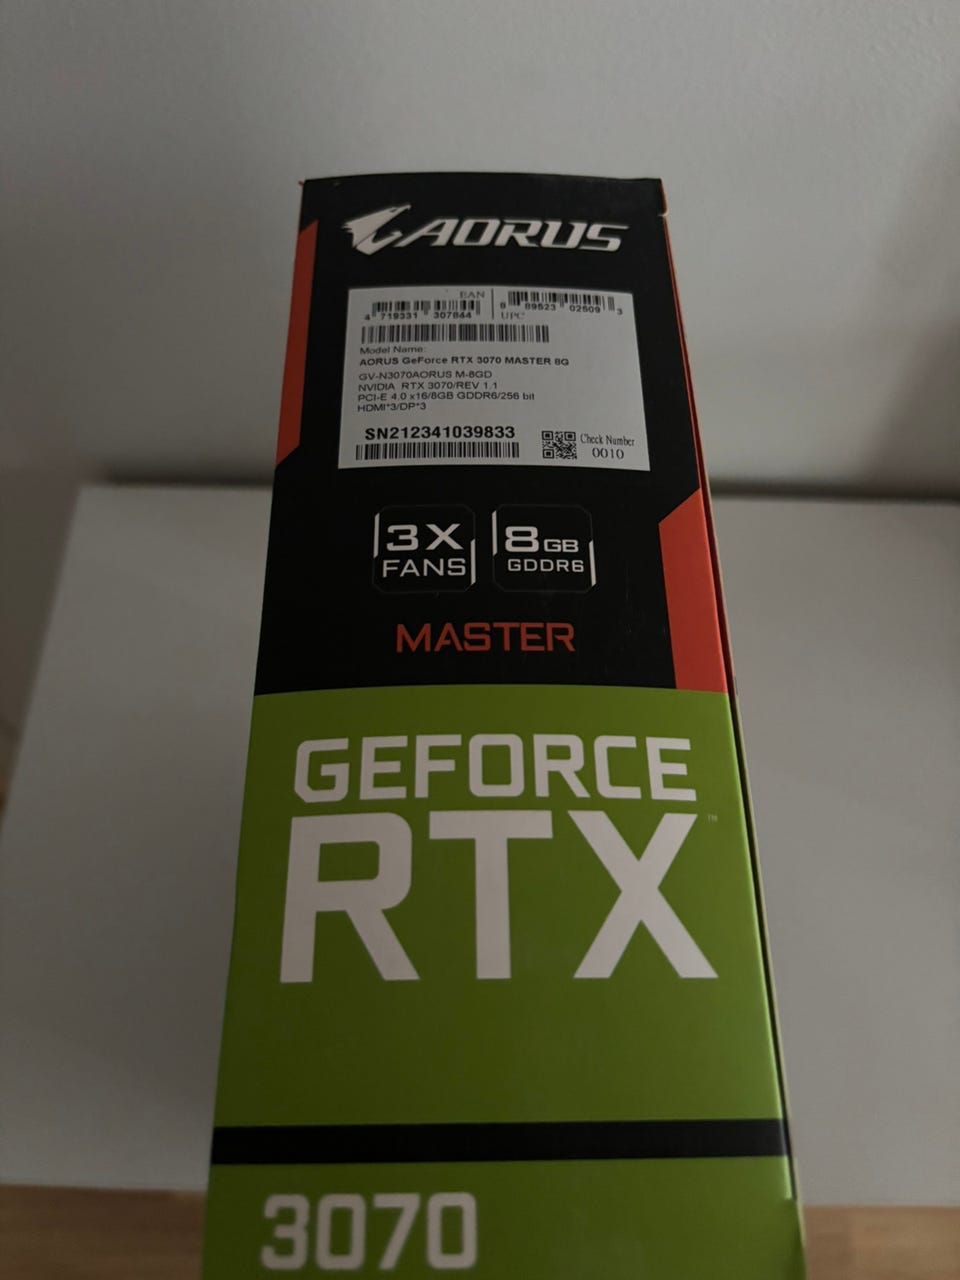 AORUS
EAN
4 719331 307844
8 89523 02509 3
UPC
Model Name:
AORUS GeForce RTX 3070 MASTER 8G
GV-N3070AORUS M-8GD
NVIDIA RTX 3070/REV 1.1
PCI-E 4.0 x16/8GB GDDR6/256 bit
HDMI*3/DP*3
SN212341039833
Check Number
0010
3X
FANS
8GB
GDDR6
MASTER
GEFORCE
RTX™
3070